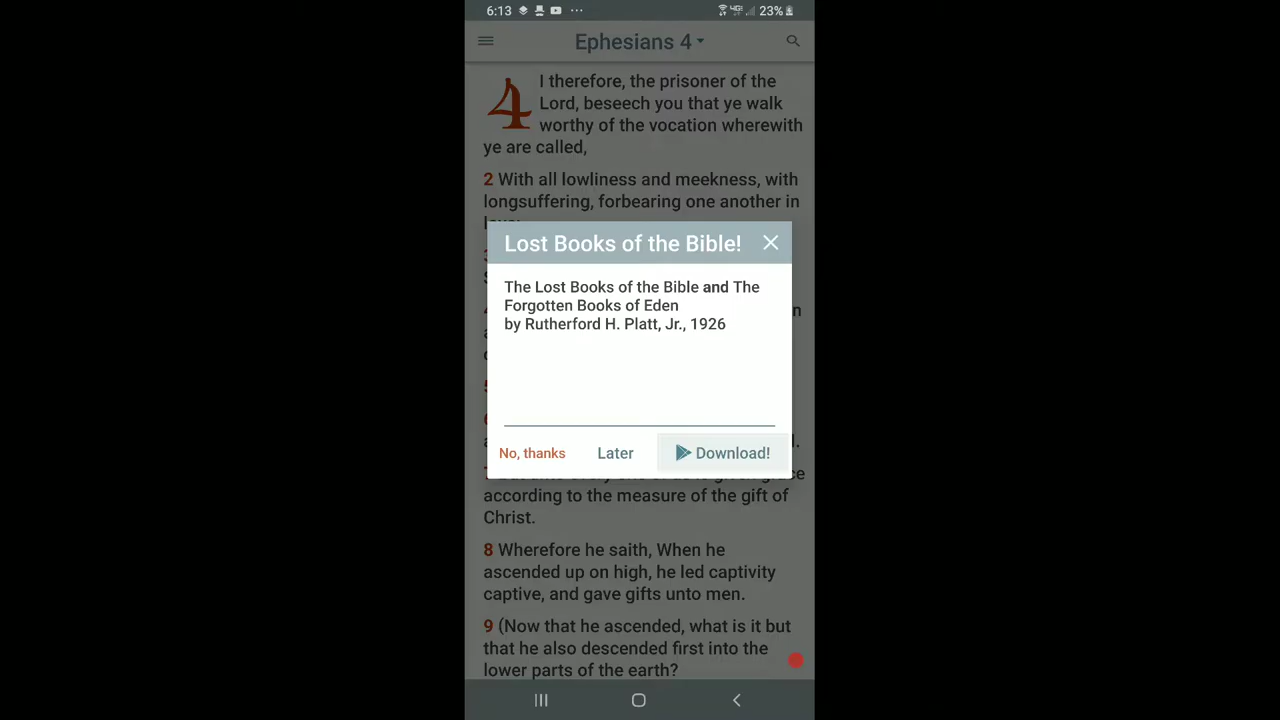 6:13 ... 23%
Ephesians 4
4 I therefore, the prisoner of the
Lord, beseech you that ye walk
worthy of the vocation wherewith
ye are called,
2 With all lowliness and meekness, with
longsuffering, forbearing one another in
Lost Books of the Bible!
The Lost Books of the Bible and The
Forgotten Books of Eden
by Rutherford H. Platt, Jr., 1926
No, thanks Later Download!
according to the measure of the gift of
Christ.
8 Wherefore he saith, When he
ascended up on high, he led captivity
captive, and gave gifts unto men.
9 (Now that he ascended, what is it but
that he also descended first into the
lower parts of the earth?